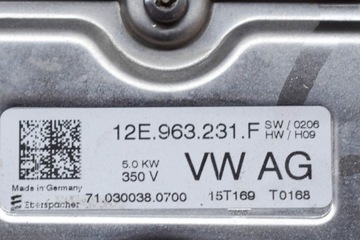 12E.963.231.F SW / 0206
HW / H09
5.0 KW
350 V
VW AG
Made in Germany
Eberspächer
71.030038.0700 15T169 T0168